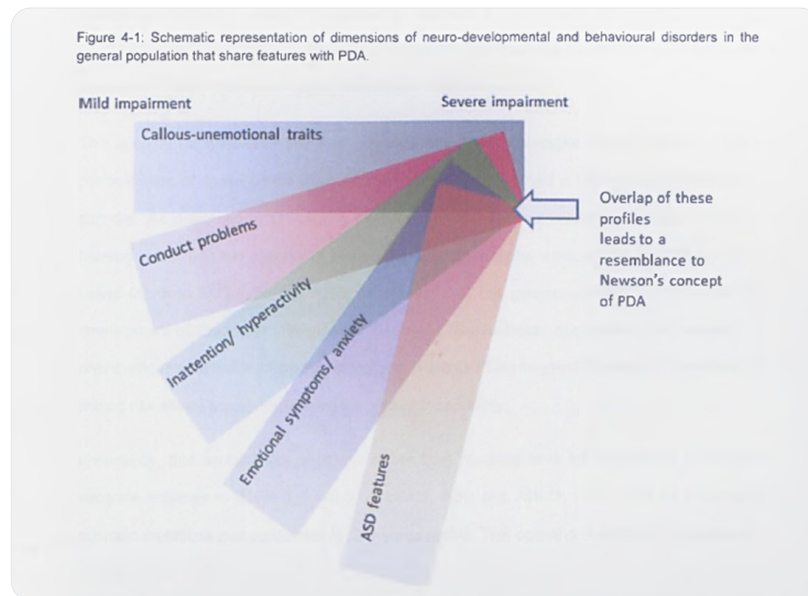 Figure 4-1: Schematic representation of dimensions of neuro-developmental and behavioural disorders in the
general population that share features with PDA.
Mild impairment
Severe impairment
Callous-unemotional traits
Conduct problems
Inattention/ hyperactivity
Emotional symptoms/ anxiety
ASD features
Overlap of these
profiles
leads to a
resemblance to
Newson's concept
of PDA